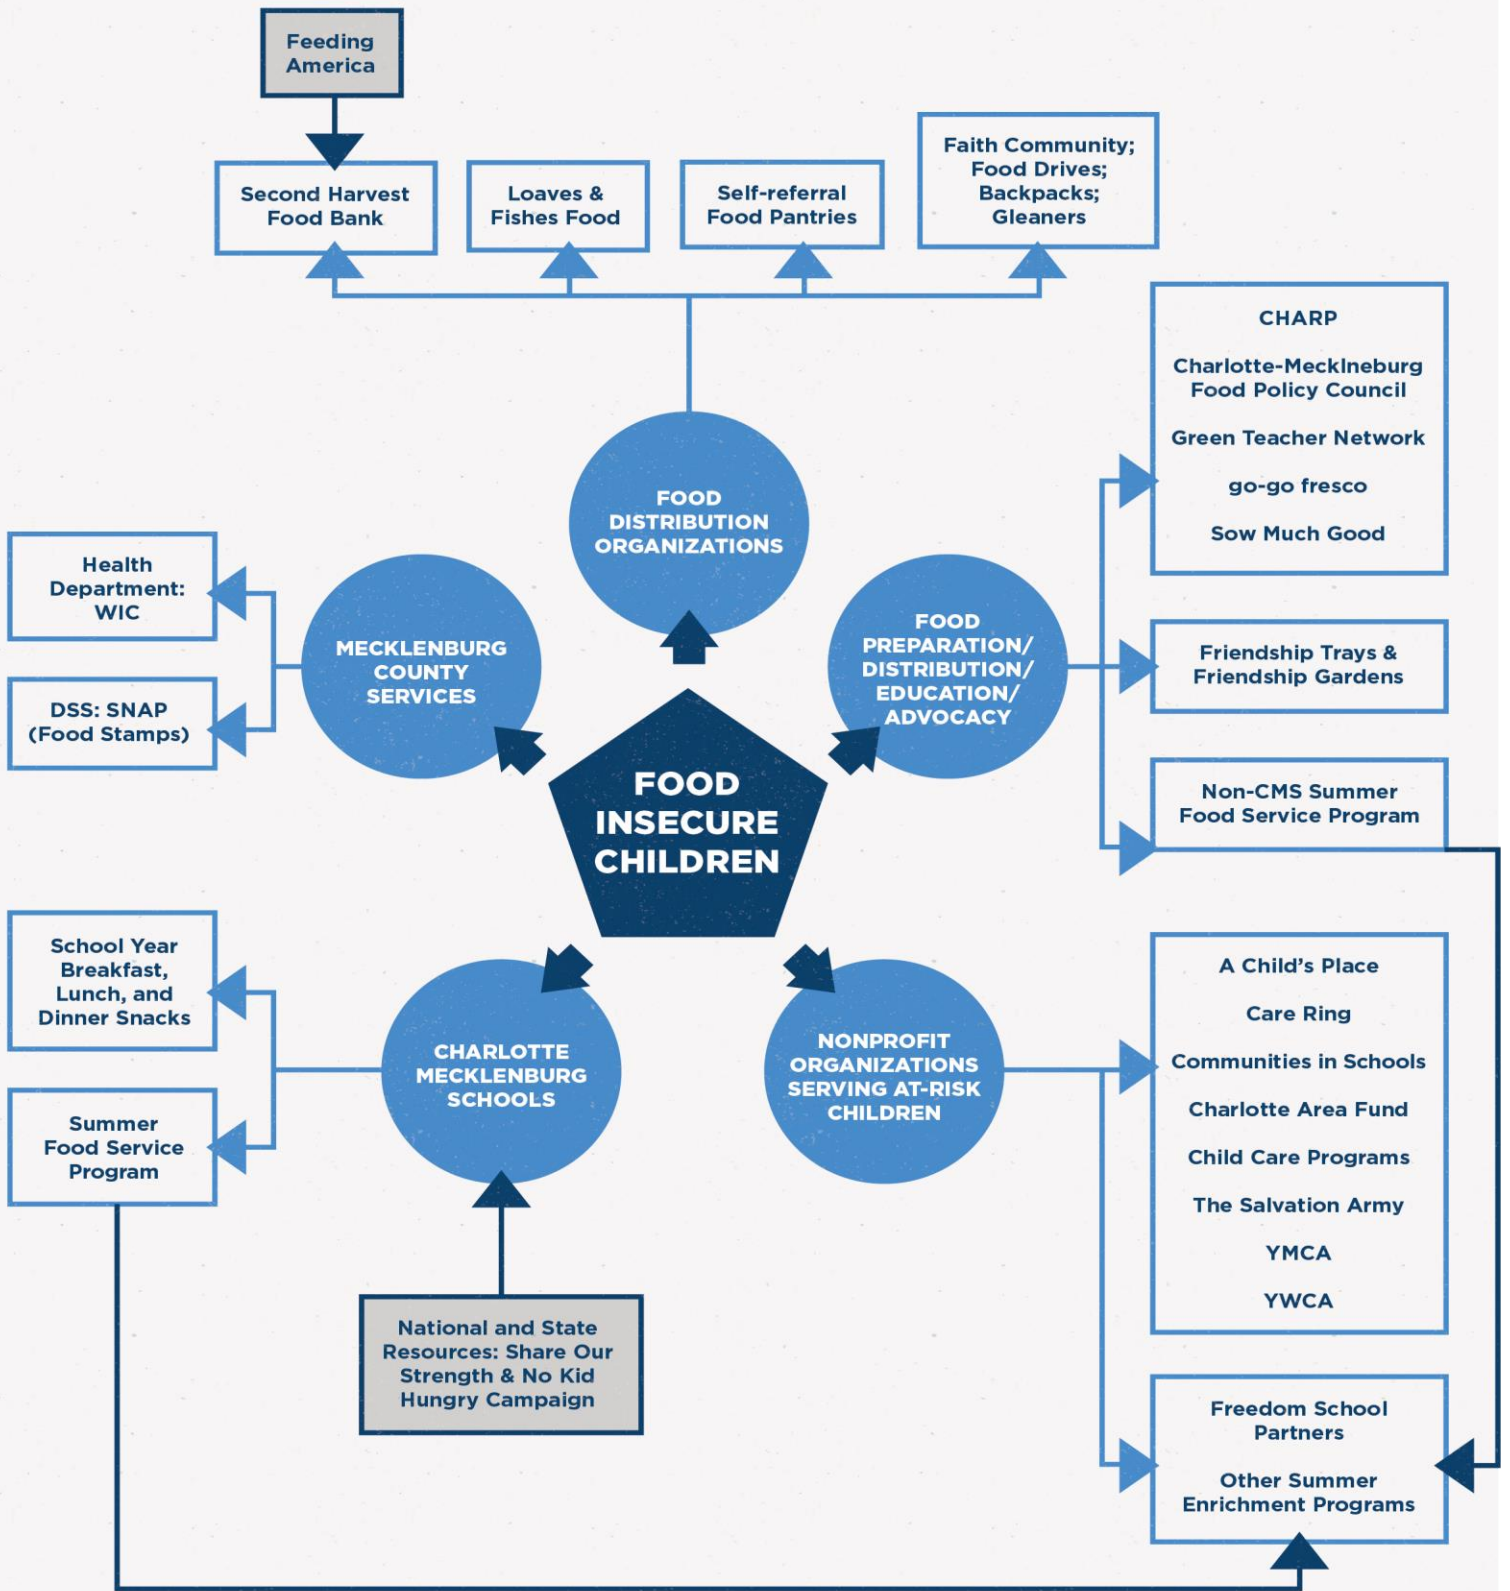 Feeding
America
Second Harvest
Food Bank
Loaves &
Fishes Food
Self-referral
Food Pantries
Faith Community;
Food Drives;
Backpacks;
Gleaners
FOOD
DISTRIBUTION
ORGANIZATIONS
CHARP
Charlotte-MeckIneburg
Food Policy Council
Green Teacher Network
go-go fresco
Sow Much Good
Health
Department:
WIC
DSS: SNAP
(Food Stamps)
MECKLENBURG
COUNTY
SERVICES
FOOD
PREPARATION/
DISTRIBUTION/
EDUCATION/
ADVOCACY
Friendship Trays &
Friendship Gardens
Non-CMS Summer
Food Service Program
FOOD
INSECURE
CHILDREN
School Year
Breakfast,
Lunch, and
Dinner Snacks
Summer
Food Service
Program
CHARLOTTE
MECKLENBURG
SCHOOLS
NONPROFIT
ORGANIZATIONS
SERVING AT-RISK
CHILDREN
A Child's Place
Care Ring
Communities in Schools
Charlotte Area Fund
Child Care Programs
The Salvation Army
YMCA
YWCA
National and State
Resources: Share Our
Strength & No Kid
Hungry Campaign
Freedom School
Partners
Other Summer
Enrichment Programs